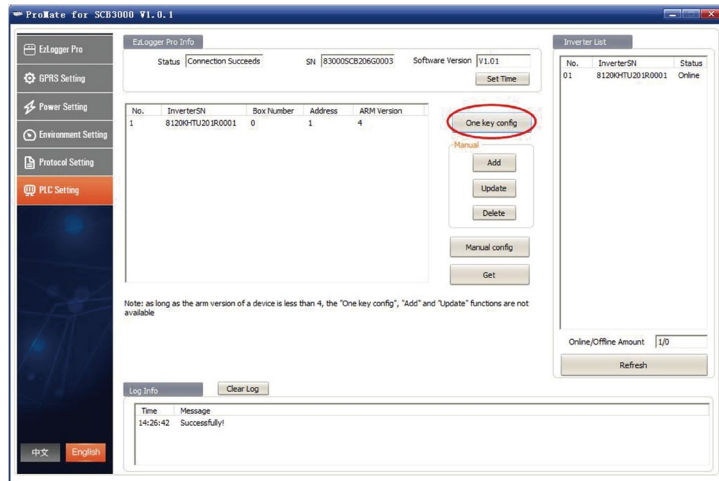 ProMate for SCB3000 V1.0.1
EzLogger Pro
GPRS Setting
Power Setting
Environment Setting
Protocol Setting
PLC Setting
中文 English
EzLogger Pro Info
Status Connection Succeeds SN 83000SCB206G0003 Software Version V1.01
Set Time
No. InverterSN Box Number Address ARM Version
1 8120KHTU201R0001 0 1 4
One key config
Manual
Add
Update
Delete
Manual config
Get
Note: as long as the arm version of a device is less than 4, the "One key config", "Add" and "Update" functions are not
available
Log Info Clear Log
Time Message
14:26:42 Successfully!
Inverter List
No. InverterSN Status
01 8120KHTU201R0001 Online
Online/Offline Amount 1/0
Refresh